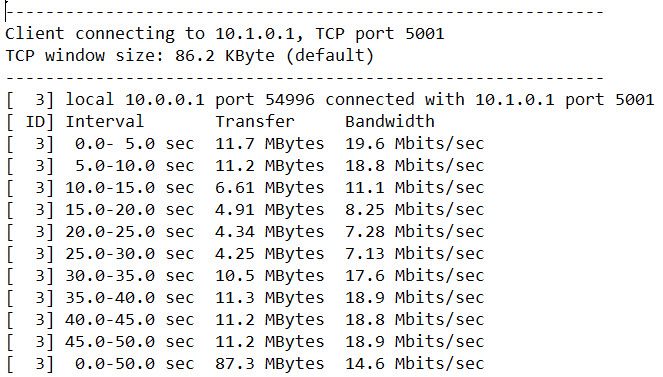 ------------------------------------------------------------
Client connecting to 10.1.0.1, TCP port 5001
TCP window size: 86.2 KByte (default)
------------------------------------------------------------
[  3] local 10.0.0.1 port 54996 connected with 10.1.0.1 port 5001
[ ID] Interval       Transfer     Bandwidth
[  3]  0.0- 5.0 sec  11.7 MBytes  19.6 Mbits/sec
[  3]  5.0-10.0 sec  11.2 MBytes  18.8 Mbits/sec
[  3] 10.0-15.0 sec  6.61 MBytes  11.1 Mbits/sec
[  3] 15.0-20.0 sec  4.91 MBytes  8.25 Mbits/sec
[  3] 20.0-25.0 sec  4.34 MBytes  7.28 Mbits/sec
[  3] 25.0-30.0 sec  4.25 MBytes  7.13 Mbits/sec
[  3] 30.0-35.0 sec  10.5 MBytes  17.6 Mbits/sec
[  3] 35.0-40.0 sec  11.3 MBytes  18.9 Mbits/sec
[  3] 40.0-45.0 sec  11.2 MBytes  18.8 Mbits/sec
[  3] 45.0-50.0 sec  11.2 MBytes  18.9 Mbits/sec
[  3]  0.0-50.0 sec  87.3 MBytes  14.6 Mbits/sec